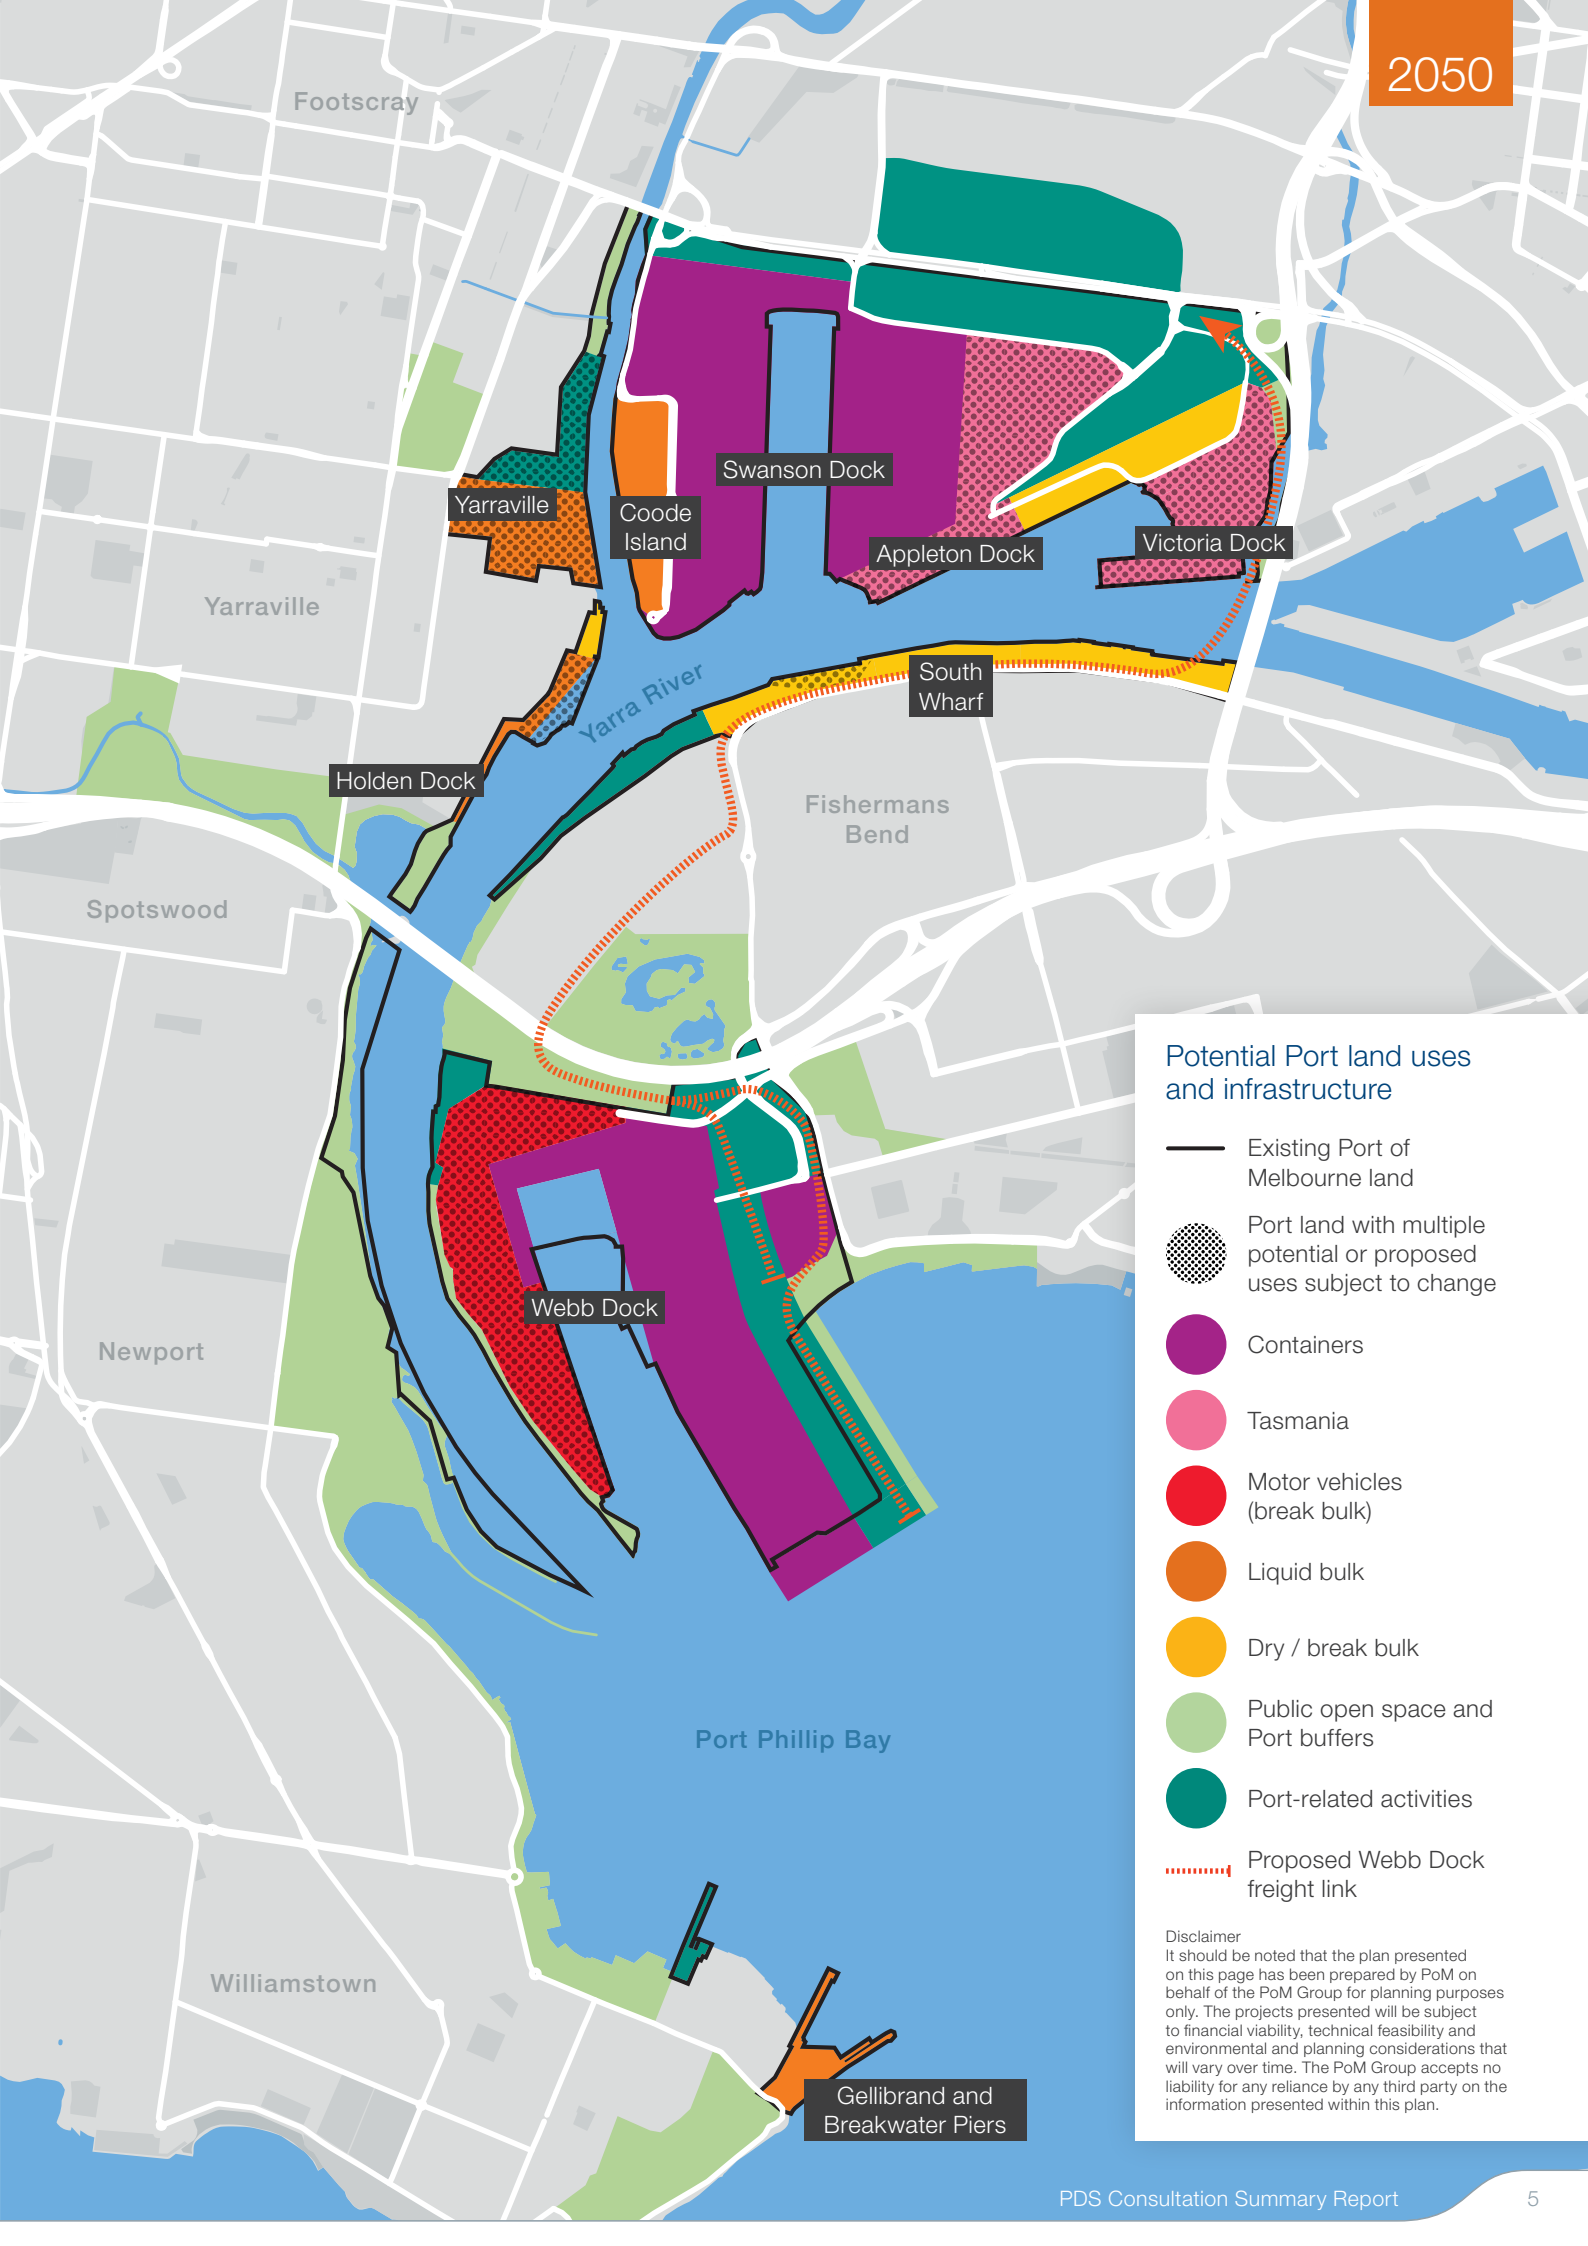 2050
Footscray
Swanson Dock
Yarraville
Coode
Island
Appleton Dock
Victoria Dock
Yarraville
Yarra River
South
Wharf
Holden Dock
Fishermans
Bend
Spotswood
Webb Dock
Newport
Port Phillip Bay
Williamstown
Gellibrand and
Breakwater Piers
Potential Port land uses
and infrastructure
Existing Port of
Melbourne land
Port land with multiple
potential or proposed
uses subject to change
Containers
Tasmania
Motor vehicles
(break bulk)
Liquid bulk
Dry / break bulk
Public open space and
Port buffers
Port-related activities
Proposed Webb Dock
freight link
Disclaimer
It should be noted that the plan presented
on this page has been prepared by PoM on
behalf of the PoM Group for planning purposes
only. The projects presented will be subject
to financial viability, technical feasibility and
environmental and planning considerations that
will vary over time. The PoM Group accepts no
liability for any reliance by any third party on the
information presented within this plan.
PDS Consultation Summary Report
5